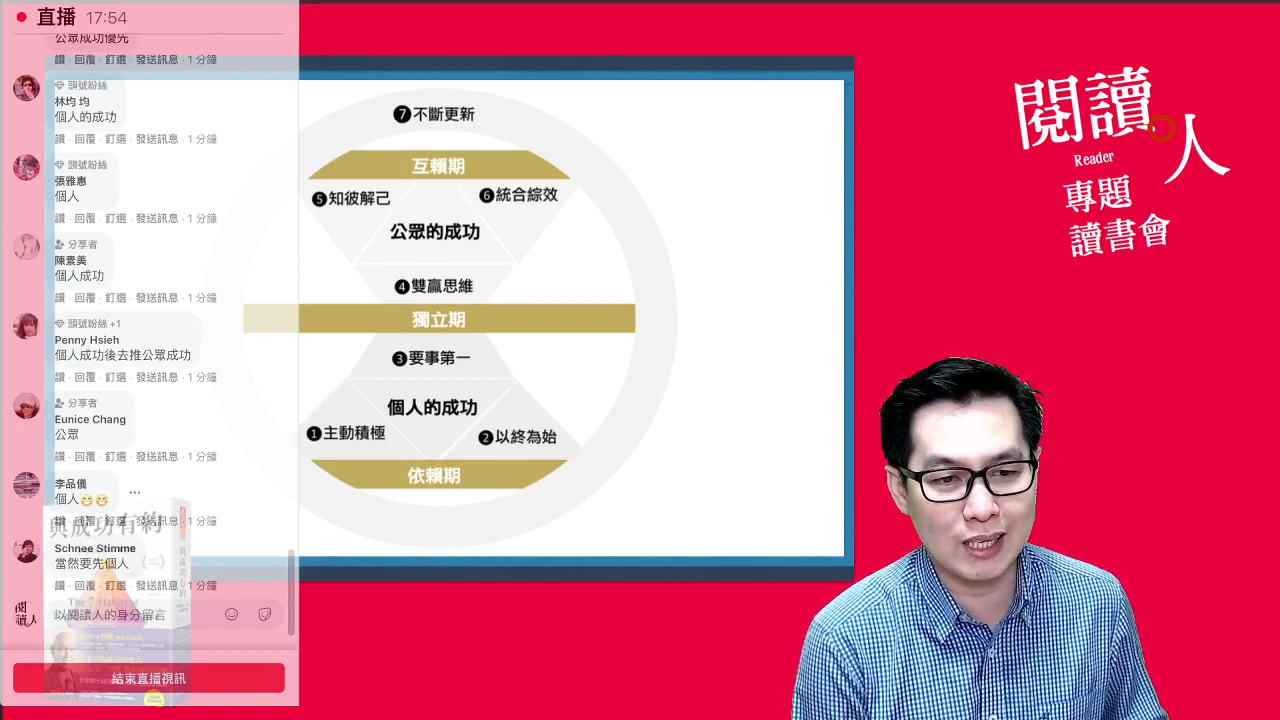 直播 17:54
公眾成功優先
讚 · 回覆 · 釘選 · 發送訊息 · 1 分鐘
頭號粉絲
林均 均
個人的成功
讚 · 回覆 · 釘選 · 發送訊息 · 1 分鐘
頭號粉絲
張雅惠
個人
讚 · 回覆 · 釘選 · 發送訊息 · 1 分鐘
分享者
陳素美
個人成功
讚 · 回覆 · 釘選 · 發送訊息 · 1 分鐘
頭號粉絲 +1
Penny Hsieh
個人成功後去推公眾成功
讚 · 回覆 · 釘選 · 發送訊息 · 1 分鐘
分享者
Eunice Chang
公眾
讚 · 回覆 · 釘選 · 發送訊息 · 1 分鐘
李品儀
個人😁😁
讚 · 回覆 · 釘選 · 發送訊息 · 1 分鐘
Schnee Stimme
當然要先個人
讚 · 回覆 · 釘選 · 發送訊息 · 1 分鐘
閱讀人
以閱讀人的身分留言
結束直播視訊
與成功有約
The 7 Habits of
❼不斷更新
互賴期
❺知彼解己
❻統合綜效
公眾的成功
❹雙贏思維
獨立期
❸要事第一
個人的成功
❶主動積極
❷以終為始
依賴期
閱讀人
Reader
專題
讀書會